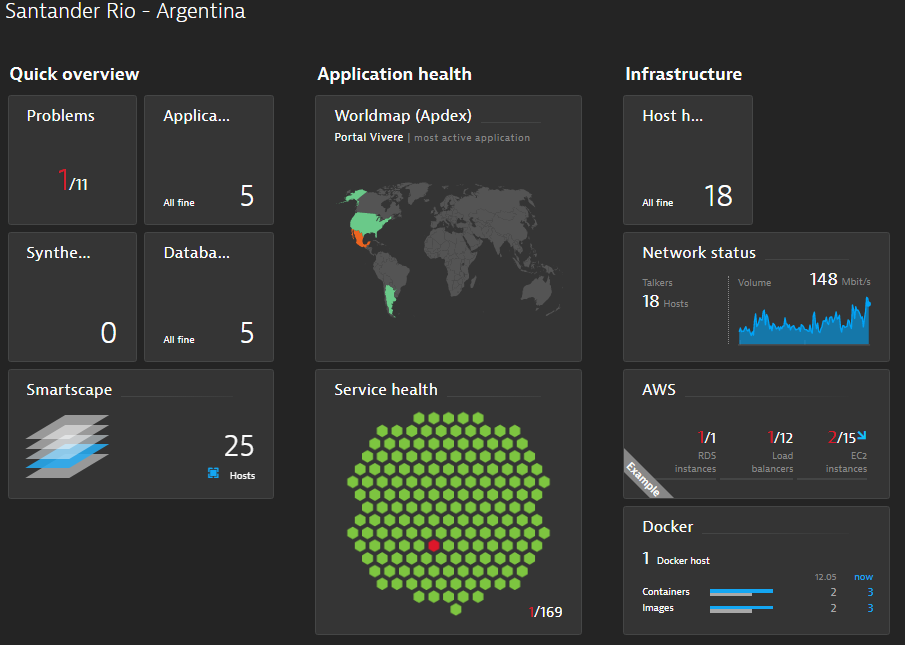 Santander Rio - Argentina
Quick overview
Problems
1/11
Applica...
All fine
5
Synthe...
0
Databa...
All fine
5
Smartscape
25
Hosts
Application health
Worldmap (Apdex)
Portal Vivere | most active application
Service health
1/169
Infrastructure
Host h...
All fine
18
Network status
Talkers
18 Hosts
Volume
148 Mbit/s
AWS
1/1
RDS
instances
1/12
Load
balancers
2/15
EC2
instances
Example
Docker
1 Docker host
12.05 now
Containers 2 3
Images 2 3